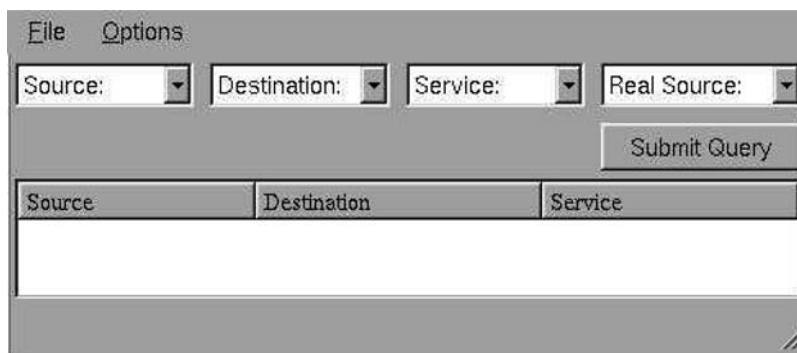 File Options
Source: Destination: Service: Real Source:
Submit Query
Source Destination Service